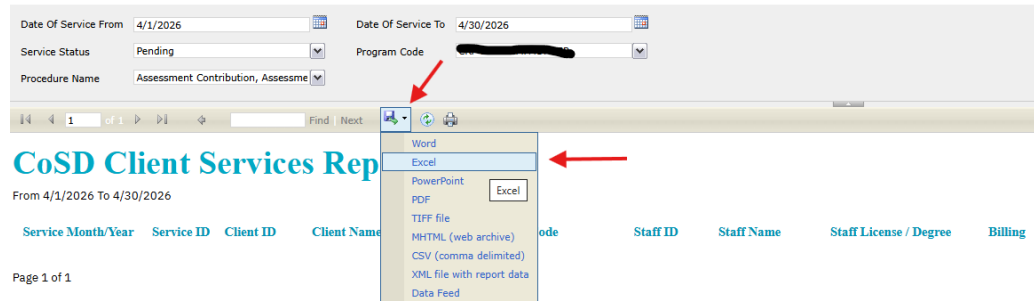 Date Of Service From 4/1/2026 Date Of Service To 4/30/2026
Service Status Pending Program Code
Procedure Name Assessment Contribution, Assessme
1 of 1 Find | Next
Word
Excel
PowerPoint
Excel
PDF
TIFF file
MHTML (web archive)
CSV (comma delimited)
XML file with report data
Data Feed
CoSD Client Services Rep
From 4/1/2026 To 4/30/2026
Service Month/Year Service ID Client ID Client Name ode Staff ID Staff Name Staff License / Degree Billing
Page 1 of 1